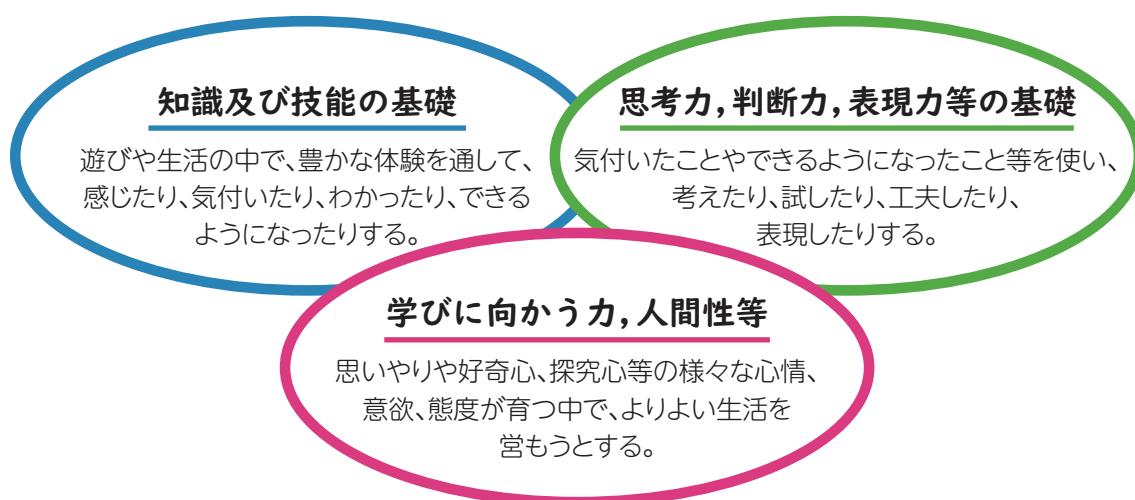 知識及び技能の基礎
遊びや生活の中で、豊かな体験を通して、
感じたり、気付いたり、わかったり、できる
ようになったりする。
思考力,判断力,表現力等の基礎
気付いたことやできるようになったこと等を使い、
考えたり、試したり、工夫したり、
表現したりする。
学びに向かう力,人間性等
思いやりや好奇心、探究心等の様々な心情、
意欲、態度が育つ中で、よりよい生活を
営もうとする。